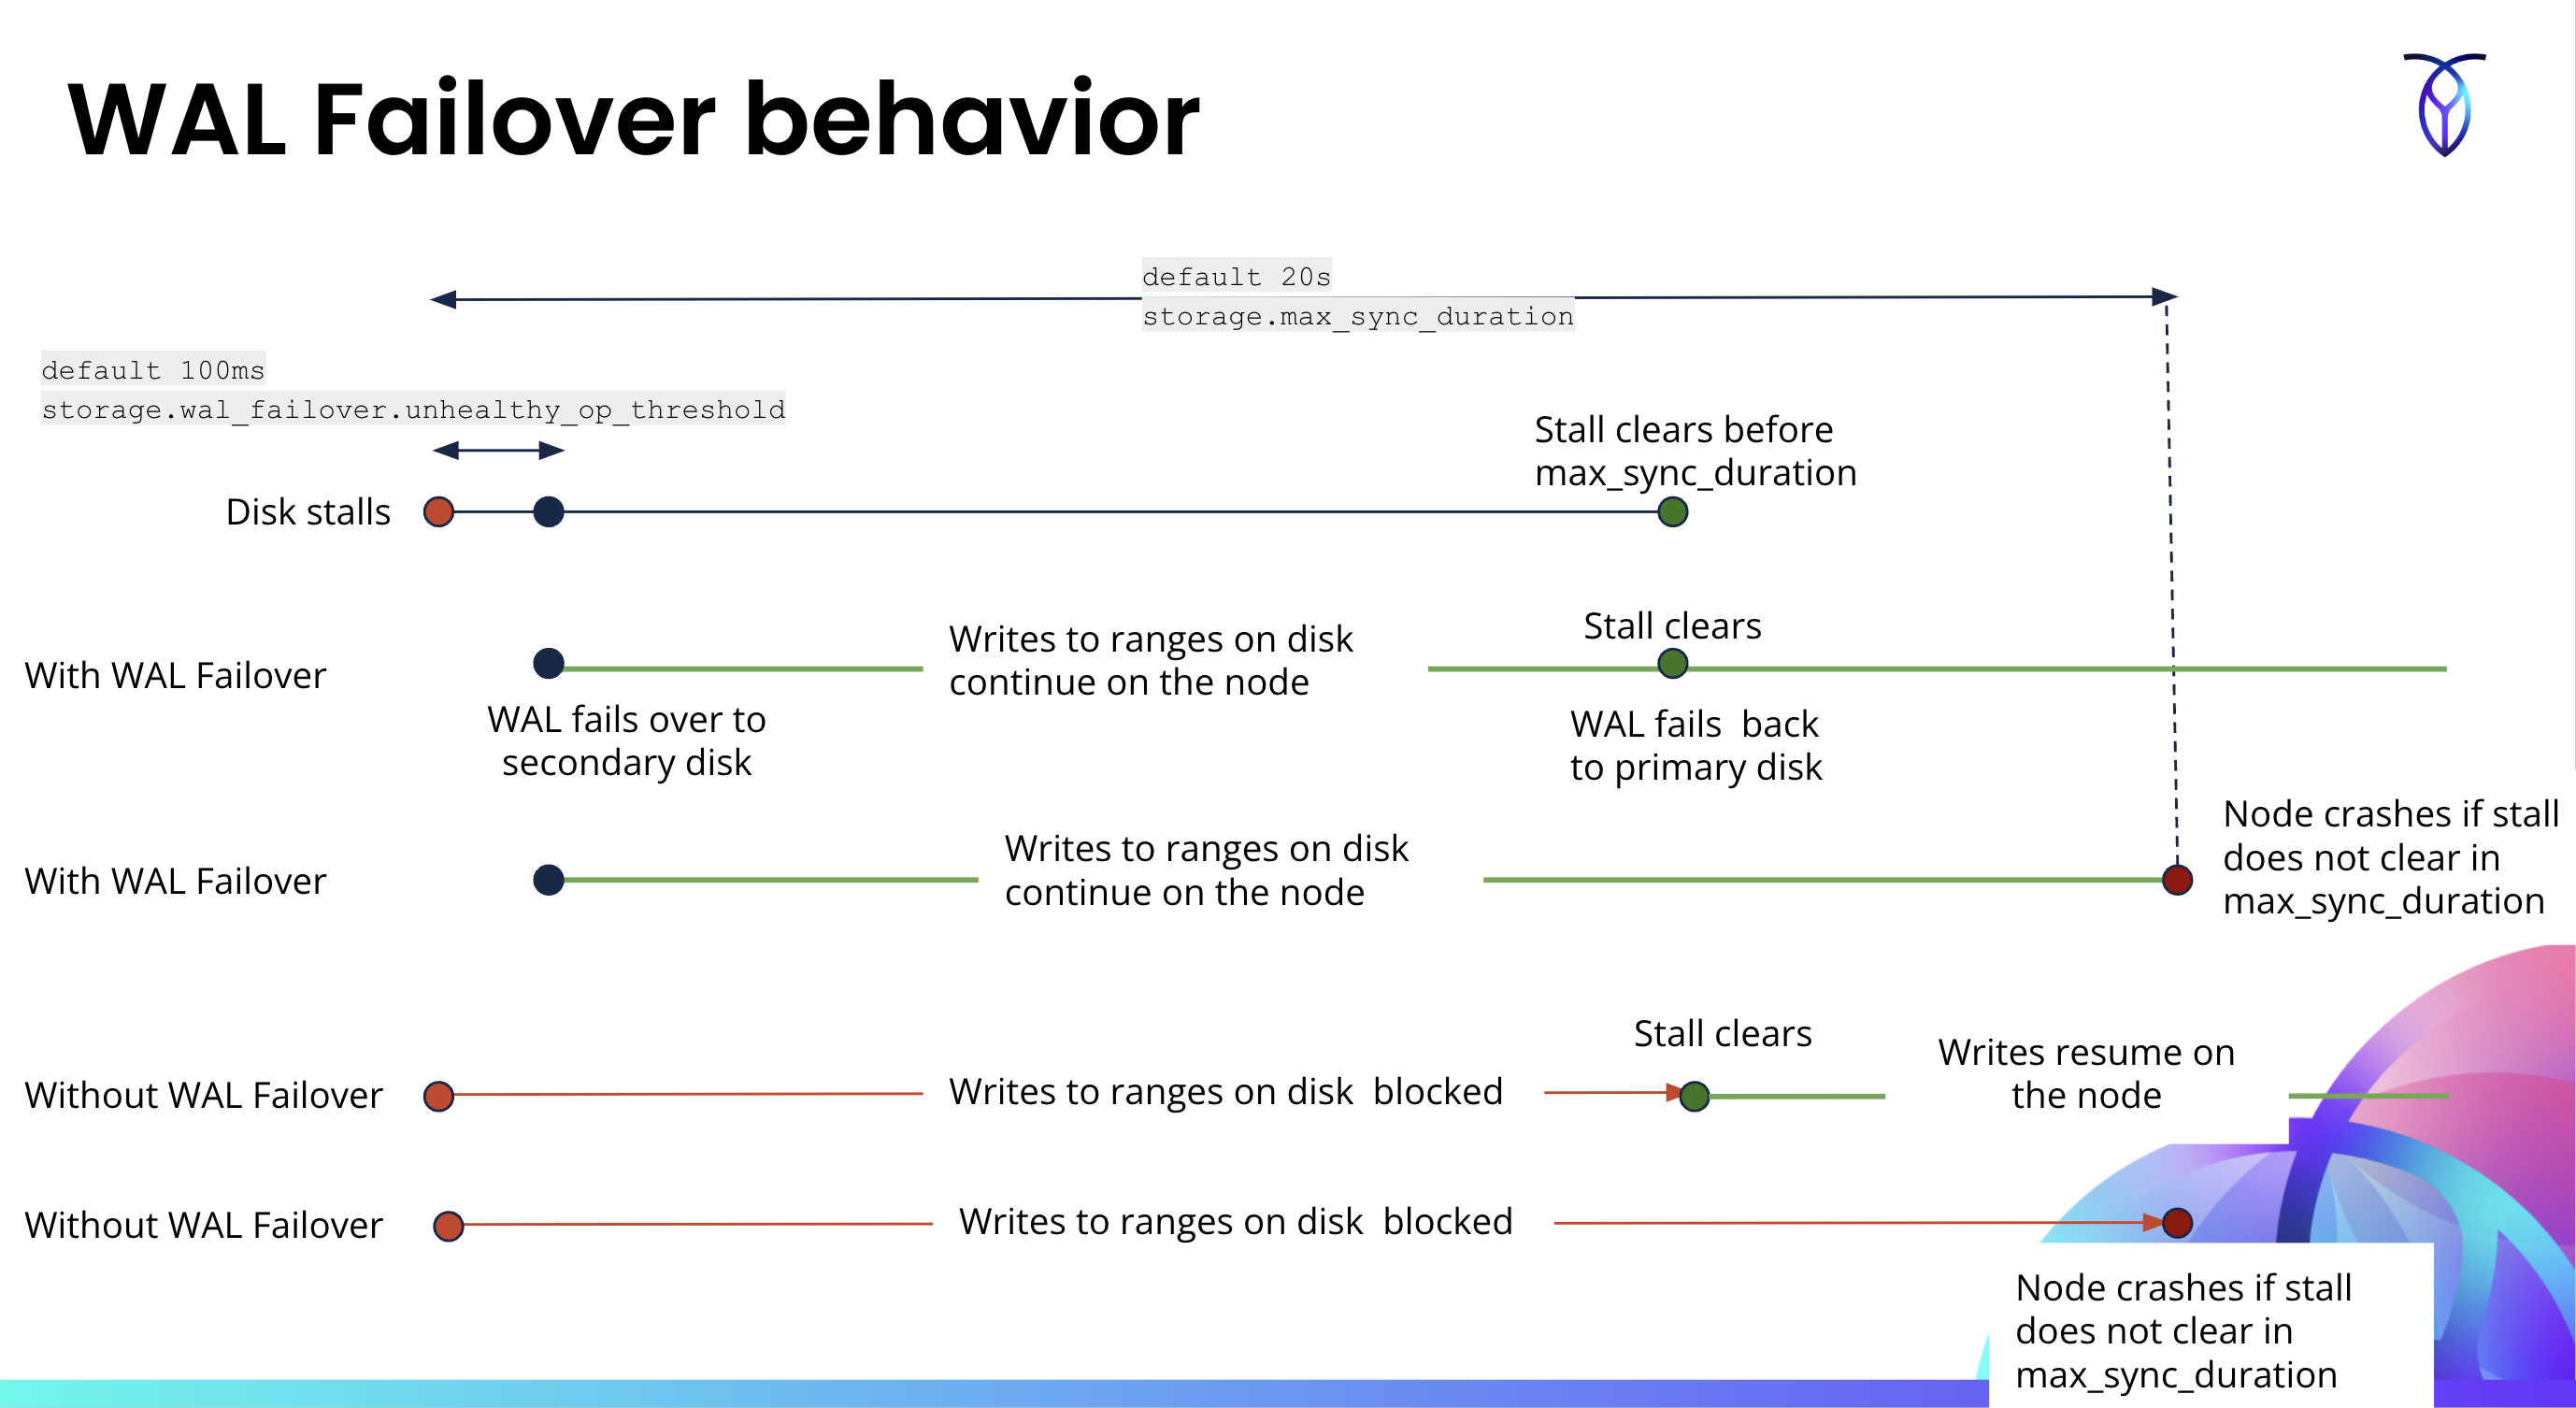 WAL Failover behavior
default 20s
storage.max_sync_duration
default 100ms
storage.wal_failover.unhealthy_op_threshold
Stall clears before
max_sync_duration
Disk stalls
With WAL Failover
Writes to ranges on disk
continue on the node
Stall clears
WAL fails over to
secondary disk
WAL fails  back
to primary disk
With WAL Failover
Writes to ranges on disk
continue on the node
Node crashes if stall
does not clear in
max_sync_duration
Without WAL Failover
Writes to ranges on disk  blocked
Stall clears
Writes resume on
the node
Without WAL Failover
Writes to ranges on disk  blocked
Node crashes if stall
does not clear in
max_sync_duration